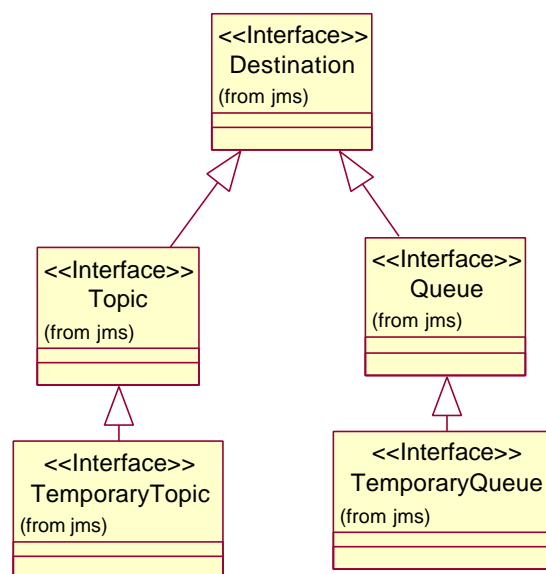 <<Interface>>
Destination
(from jms)
<<Interface>>
Topic
(from jms)
<<Interface>>
Queue
(from jms)
<<Interface>>
TemporaryTopic
(from jms)
<<Interface>>
TemporaryQueue
(from jms)